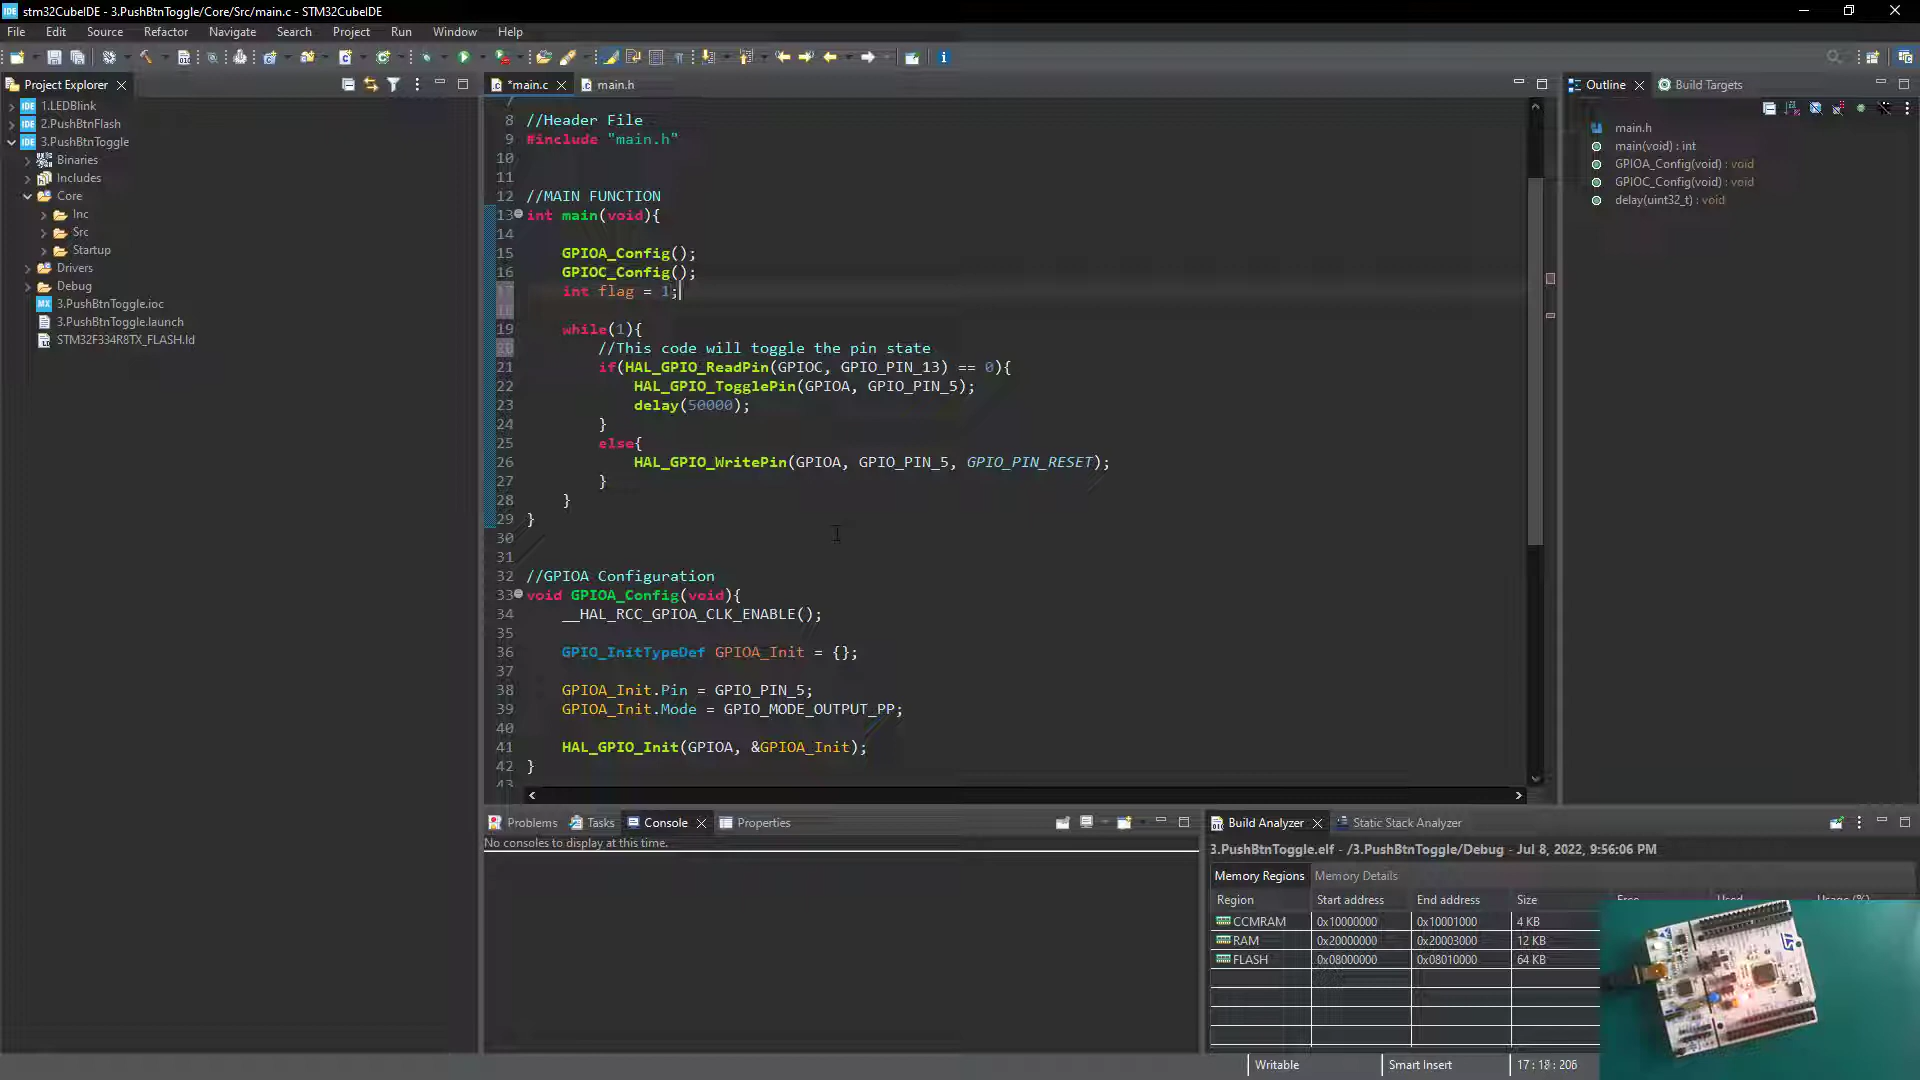 stm32CubeIDE - 3.PushBtnToggle/Core/Src/main.c - STM32CubeIDE
File Edit Source Refactor Navigate Search Project Run Window Help
Project Explorer
1.LEDBlink
2.PushBtnFlash
3.PushBtnToggle
Binaries
Includes
Core
Inc
Src
Startup
Drivers
Debug
3.PushBtnToggle.ioc
3.PushBtnToggle.launch
STM32F334R8TX_FLASH.ld
*main.c main.h
7
8 //Header File
9 #include "main.h"
10
11
12 //MAIN FUNCTION
13 int main(void){
14
15 GPIOA_Config();
16 GPIOC_Config();
17 int flag = 1;
18
19 while(1){
20 //This code will toggle the pin state
21 if(HAL_GPIO_ReadPin(GPIOC, GPIO_PIN_13) == 0){
22 HAL_GPIO_TogglePin(GPIOA, GPIO_PIN_5);
23 delay(50000);
24 }
25 else{
26 HAL_GPIO_WritePin(GPIOA, GPIO_PIN_5, GPIO_PIN_RESET);
27 }
28 }
29 }
30
31
32 //GPIOA Configuration
33 void GPIOA_Config(void){
34 __HAL_RCC_GPIOA_CLK_ENABLE();
35
36 GPIO_InitTypeDef GPIOA_Init = {};
37
38 GPIOA_Init.Pin = GPIO_PIN_5;
39 GPIOA_Init.Mode = GPIO_MODE_OUTPUT_PP;
40
41 HAL_GPIO_Init(GPIOA, &GPIOA_Init);
42 }
43
Outline Build Targets
main.h
main(void) : int
GPIOA_Config(void) : void
GPIOC_Config(void) : void
delay(uint32_t) : void
Problems Tasks Console Properties
No consoles to display at this time.
Build Analyzer Static Stack Analyzer
3.PushBtnToggle.elf - /3.PushBtnToggle/Debug - Jul 8, 2022, 9:56:06 PM
Memory Regions Memory Details
Region Start address End address Size Free Used Usage (%)
CCMRAM 0x10000000 0x10001000 4 KB
RAM 0x20000000 0x20003000 12 KB
FLASH 0x08000000 0x08010000 64 KB
Writable Smart Insert 17 : 18 : 206